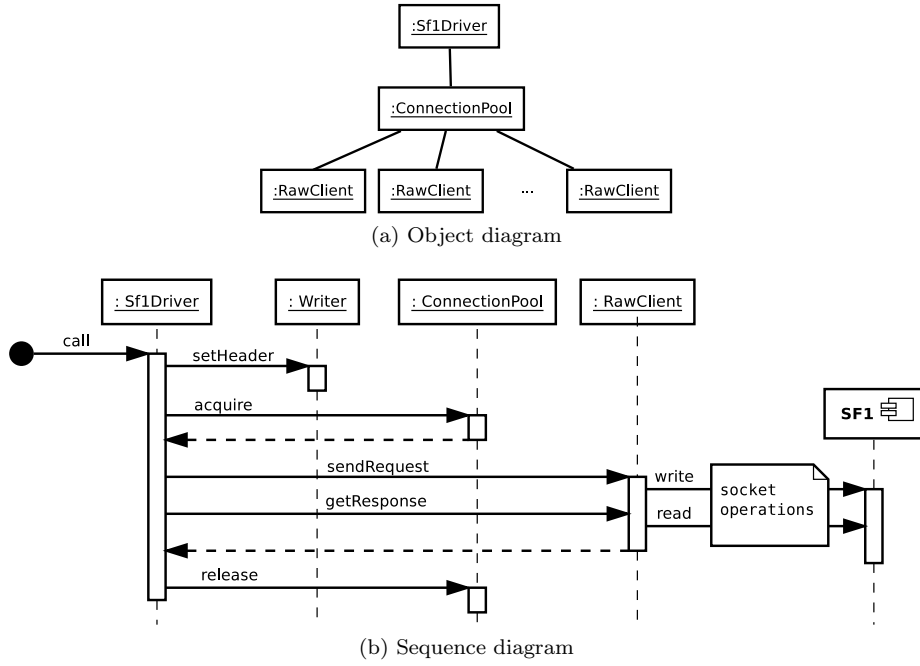 :Sf1Driver
:ConnectionPool
:RawClient :RawClient ... :RawClient
(a) Object diagram
: Sf1Driver : Writer : ConnectionPool : RawClient
call
setHeader
acquire
SF1
sendRequest
write
socket
operations
getResponse
read
release
(b) Sequence diagram